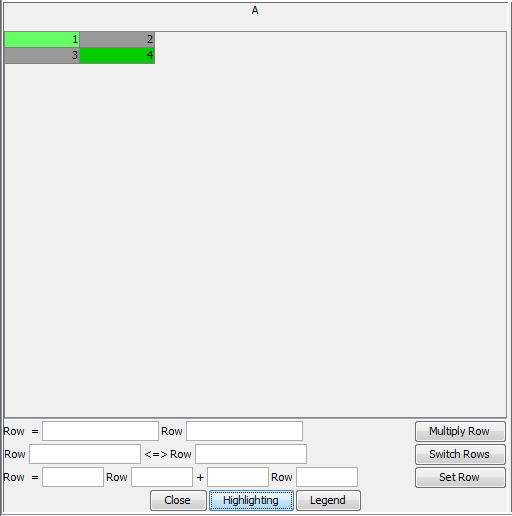 A
1 2
3 4
Row = Row Multiply Row
Row <=> Row Switch Rows
Row = Row + Row Set Row
Close Highlighting Legend